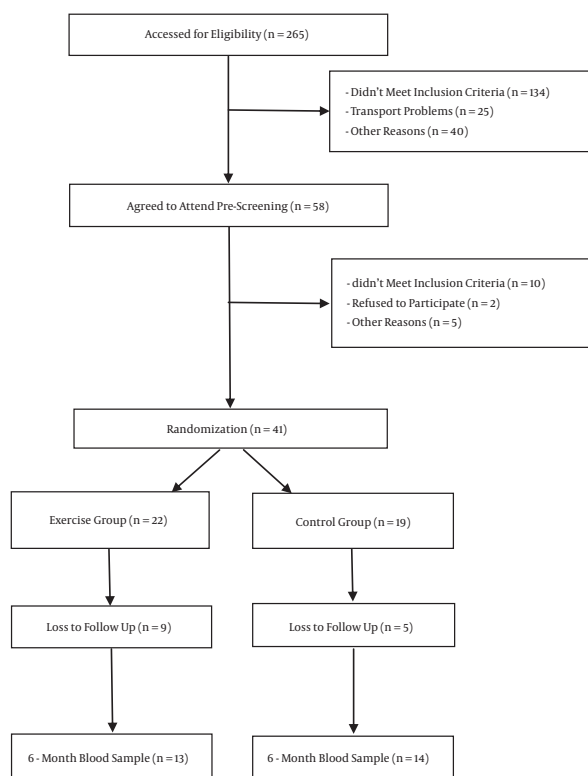 Accessed for Eligibility (n = 265)
- Didn't Meet Inclusion Criteria (n = 134)
- Transport Problems (n = 25)
- Other Reasons (n = 40)
Agreed to Attend Pre-Screening (n = 58)
- didn't Meet Inclusion Criteria (n = 10)
- Refused to Participate (n = 2)
- Other Reasons (n = 5)
Randomization (n = 41)
Exercise Group (n = 22)
Control Group (n = 19)
Loss to Follow Up (n = 9)
Loss to Follow Up (n = 5)
6 - Month Blood Sample (n = 13)
6 - Month Blood Sample (n = 14)